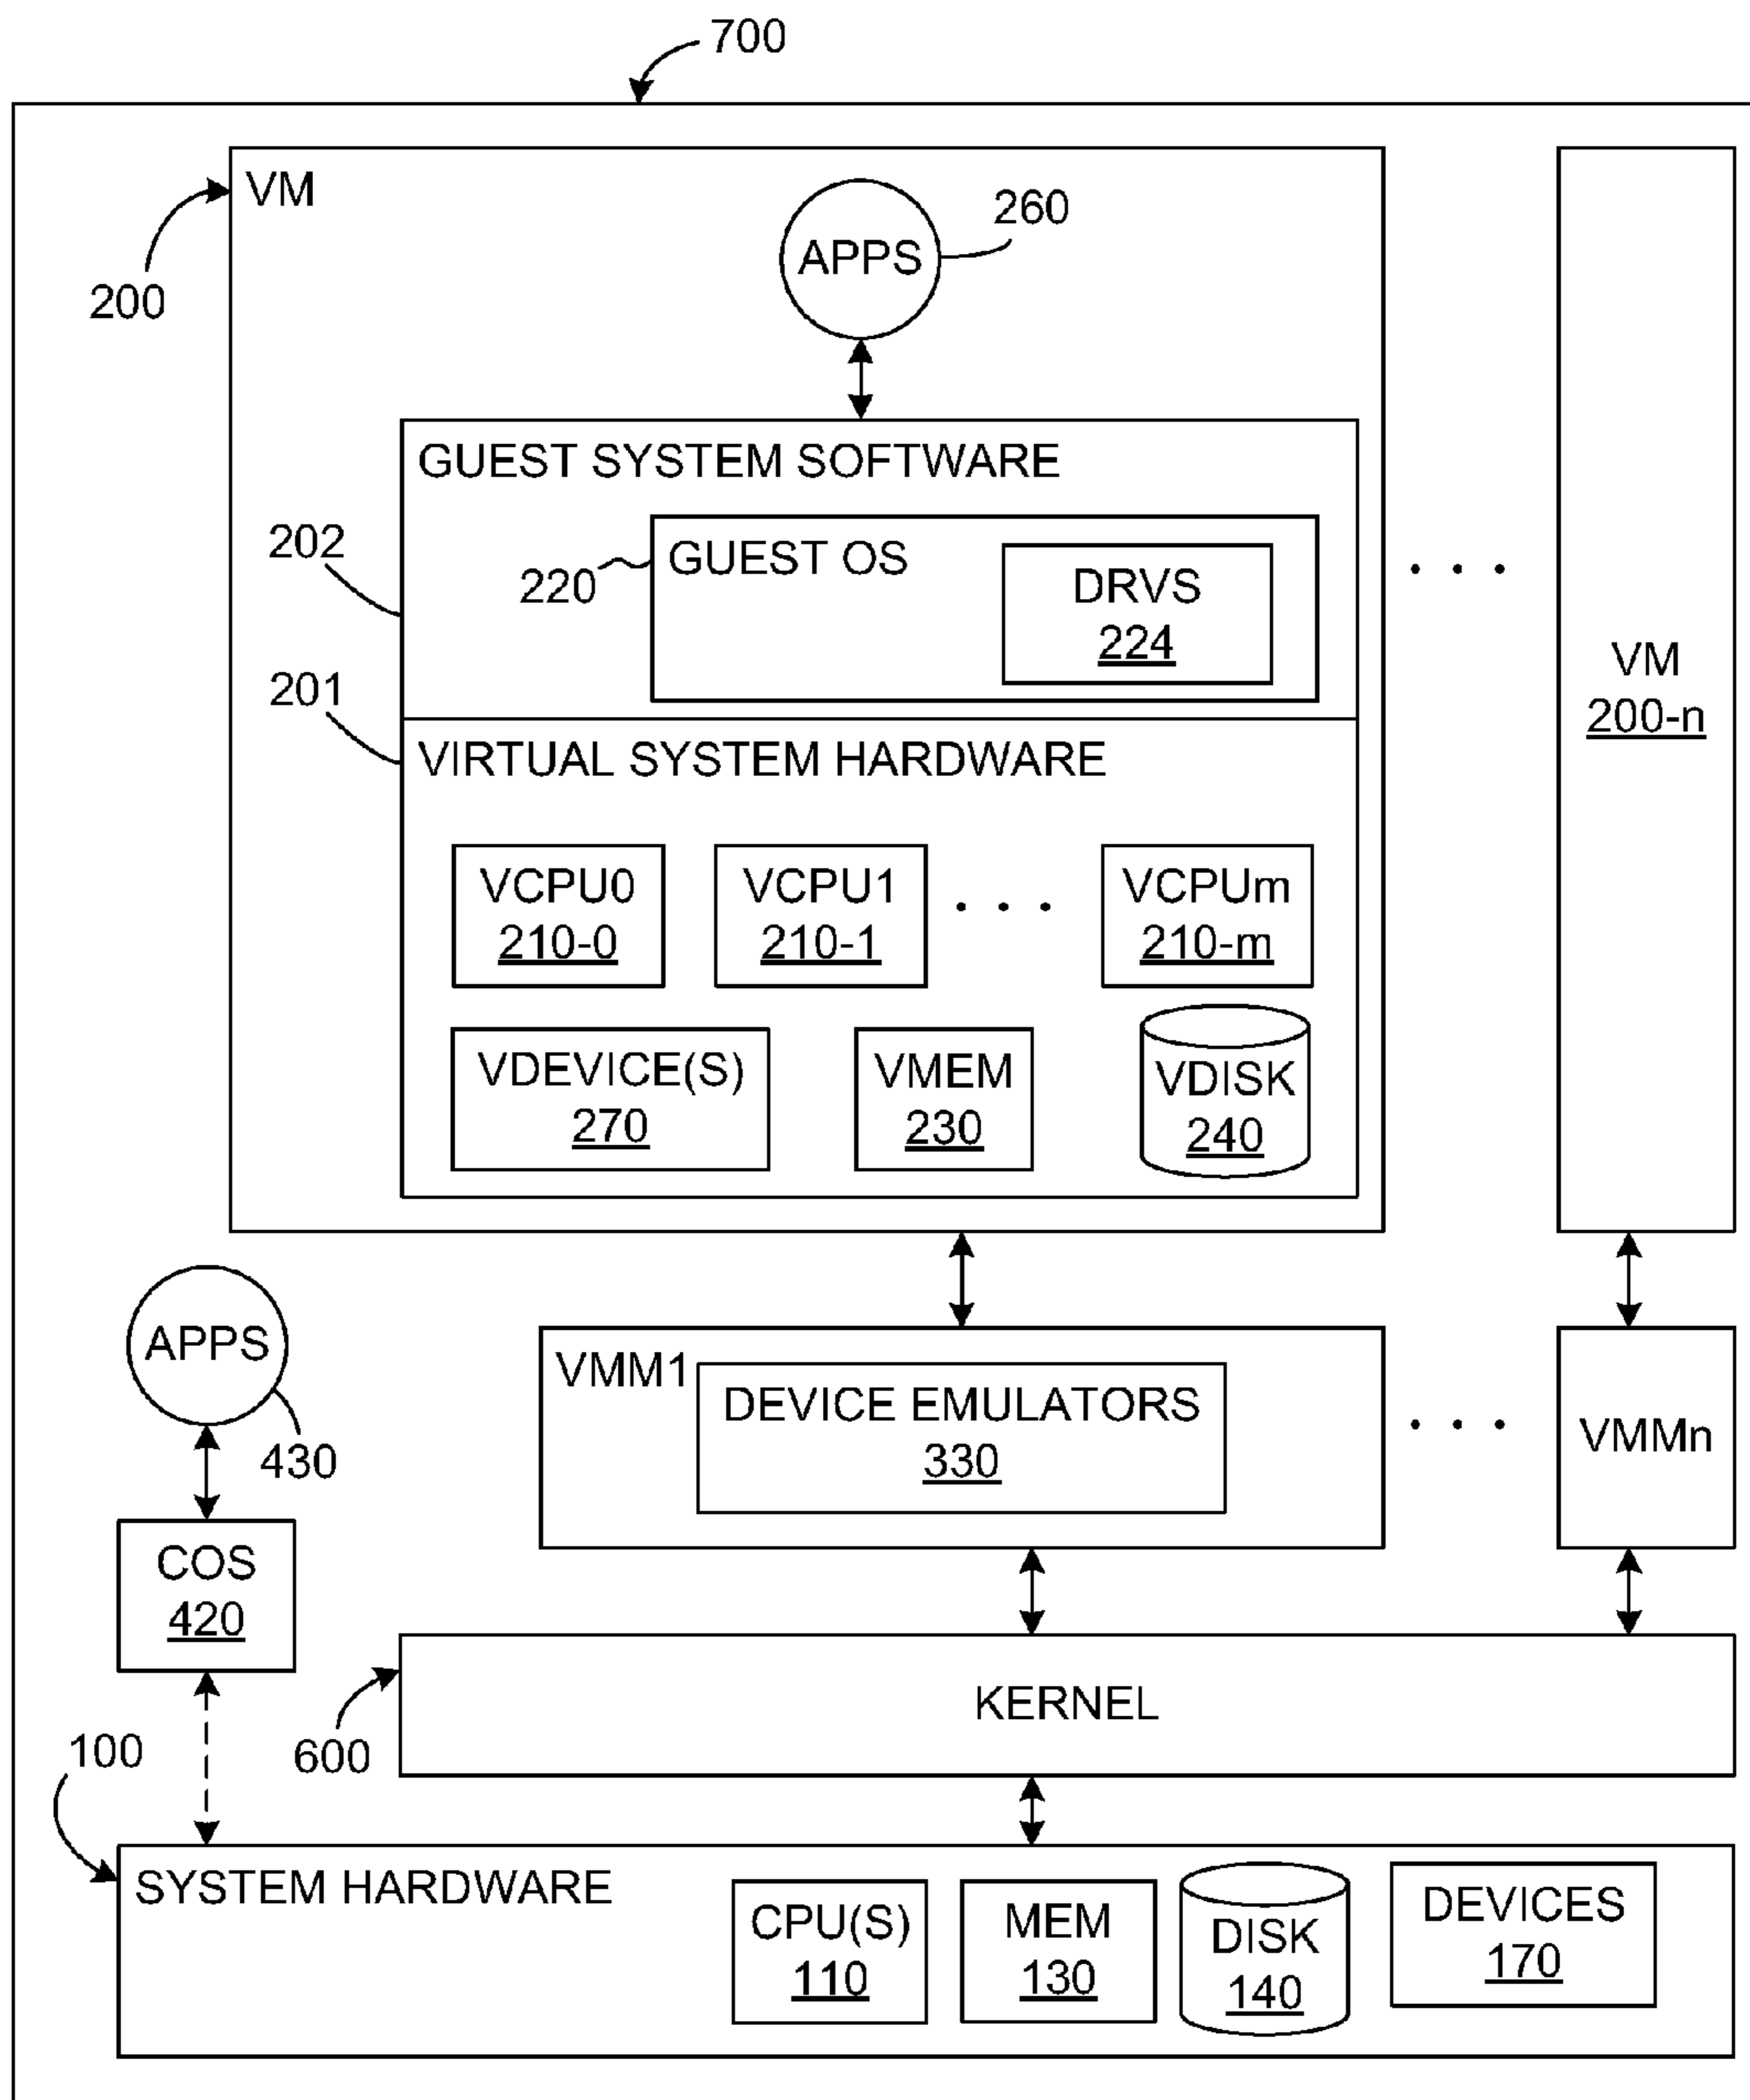 700
VM
200
APPS
260
GUEST SYSTEM SOFTWARE
202
220
GUEST OS
DRVS
224
201
VIRTUAL SYSTEM HARDWARE
VCPU0
210-0
VCPU1
210-1
. . .
VCPUm
210-m
VDEVICE(S)
270
VMEM
230
VDISK
240
. . .
VM
200-n
APPS
430
VMM1
DEVICE EMULATORS
330
. . .
VMMn
COS
420
600
KERNEL
100
SYSTEM HARDWARE
CPU(S)
110
MEM
130
DISK
140
DEVICES
170